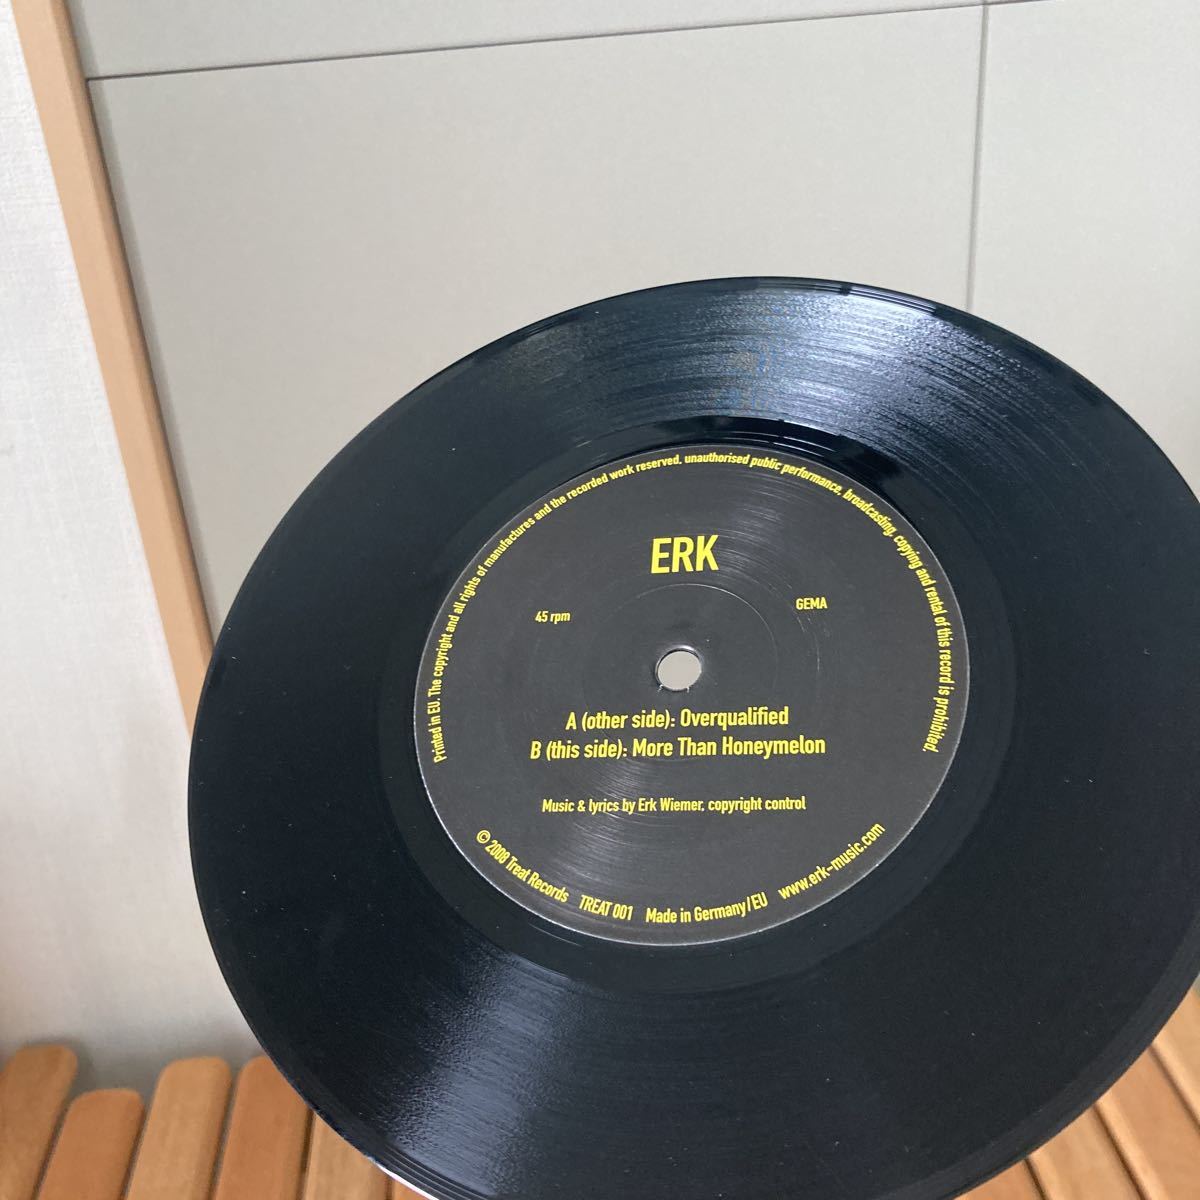 Printed in EU. The copyright and all rights of manufactures and the recorded work reserved. unauthorised public performance, broadcasting, copying and rental of this record is prohibited.
ERK
45 rpm
GEMA
A (other side): Overqualified
B (this side): More Than Honeymelon
Music & lyrics by Erk Wiemer, copyright control
© 2008 Treat Records TREAT 001 Made in Germany/EU www.erk-music.com